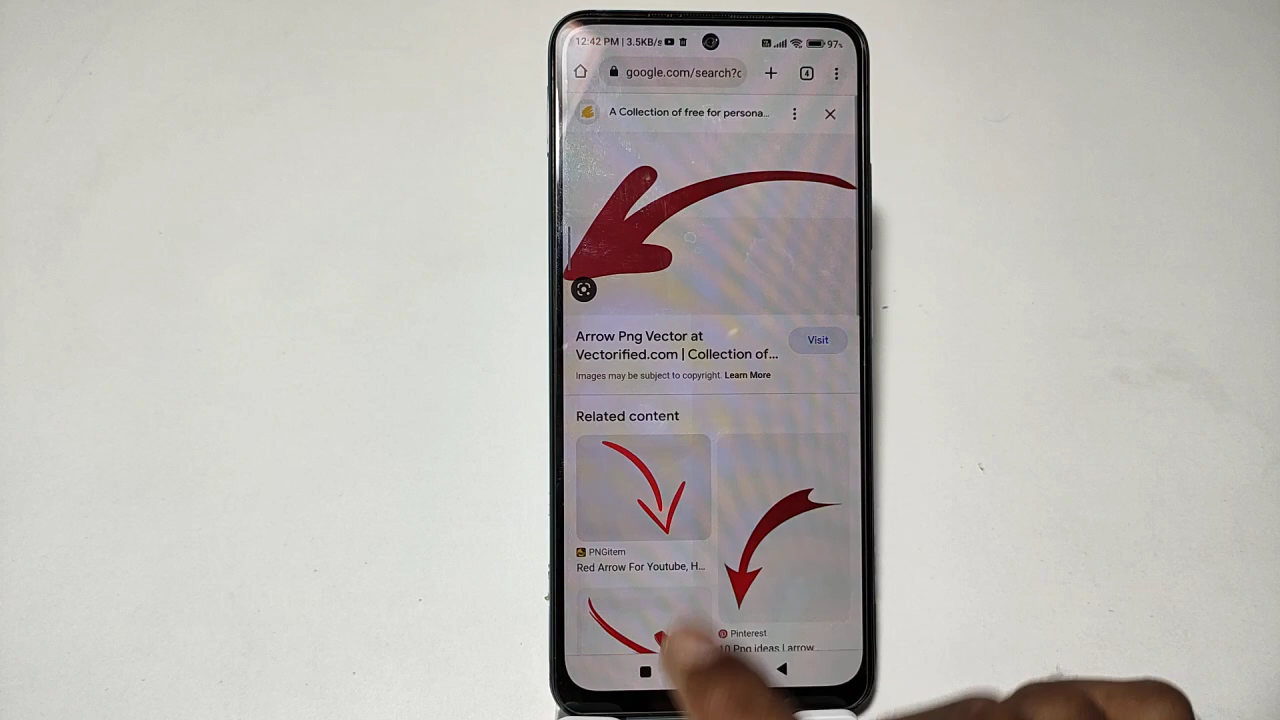 12:42 PM | 3.5KB/s 97%
google.com/search?c
4
A Collection of free for persona...
Arrow Png Vector at
Vectorified.com | Collection of...
Visit
Images may be subject to copyright. Learn More
Related content
PNGitem
Red Arrow For Youtube, H...
Pinterest
10 Png ideas | arrow